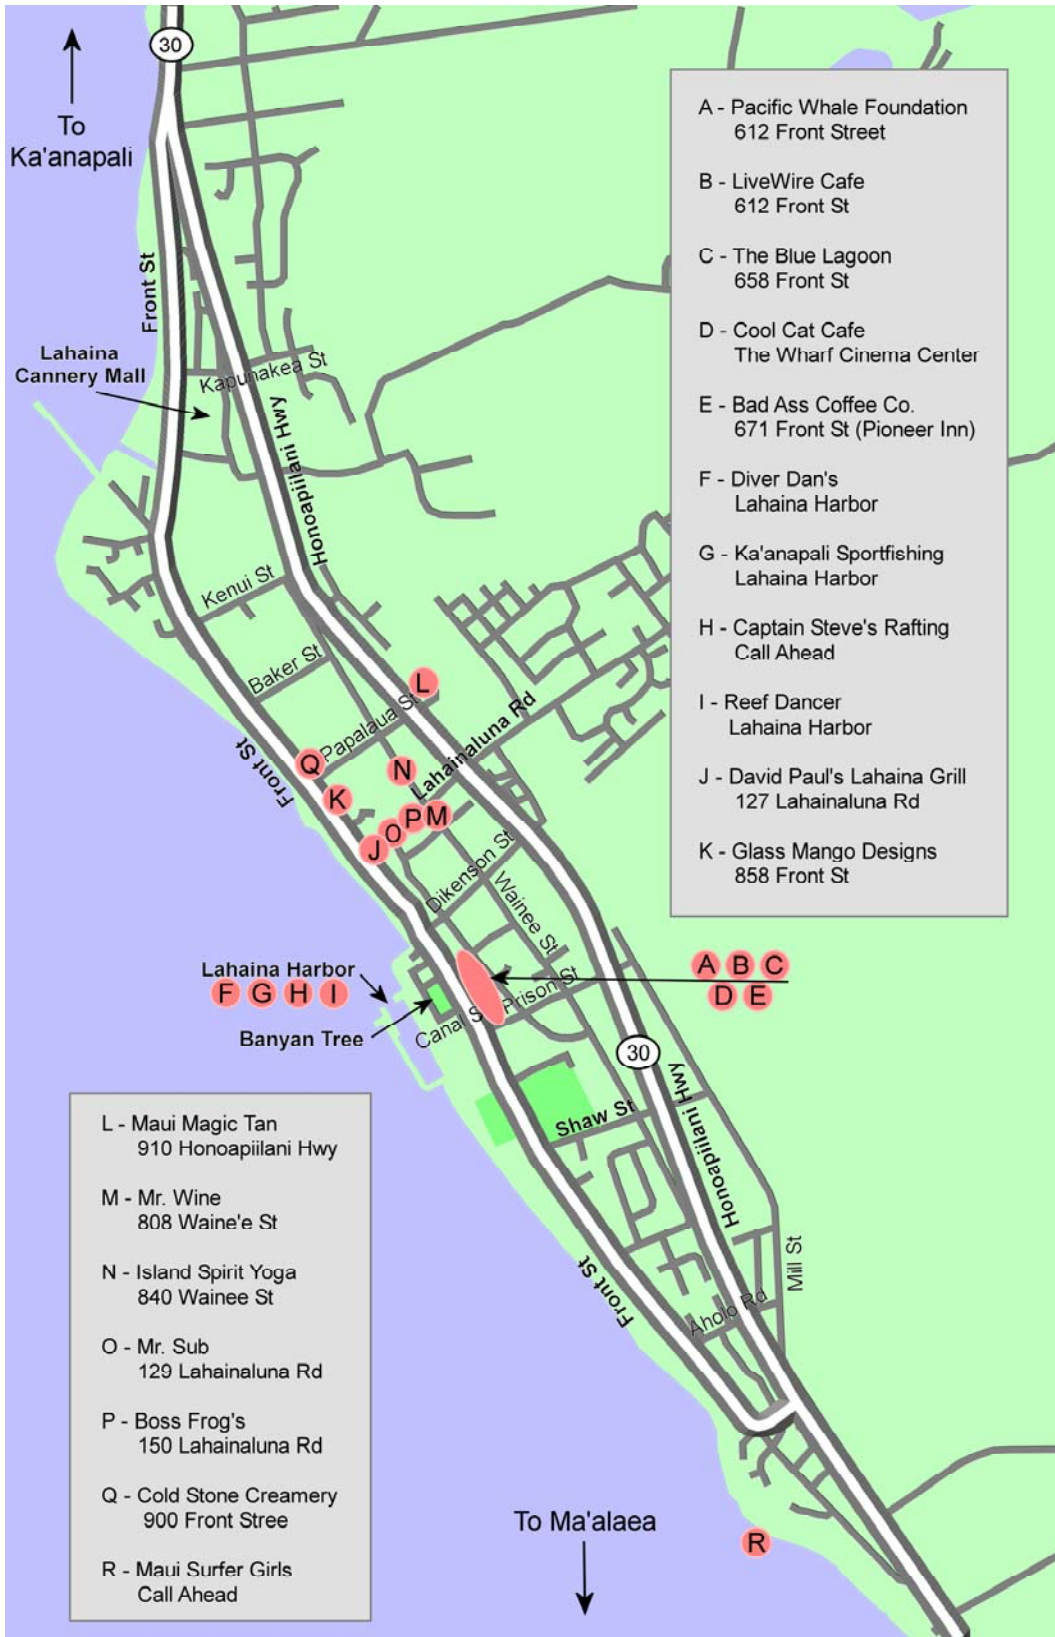 30
To
Ka'anapali
A - Pacific Whale Foundation
612 Front Street
B - LiveWire Cafe
612 Front St
C - The Blue Lagoon
658 Front St
D - Cool Cat Cafe
The Wharf Cinema Center
E - Bad Ass Coffee Co.
671 Front St (Pioneer Inn)
F - Diver Dan's
Lahaina Harbor
G - Ka'anapali Sportfishing
Lahaina Harbor
H - Captain Steve's Rafting
Call Ahead
I - Reef Dancer
Lahaina Harbor
J - David Paul's Lahaina Grill
127 Lahainaluna Rd
K - Glass Mango Designs
858 Front St
Front St
Lahaina
Cannery Mall
Kapunakea St
Honoapiilani Hwy
Kenui St
Baker St
L
Papalaua St
Lahainaluna Rd
Front St
Q
N
K
P
M
O
J
Dikenson St
Wainee St
Lahaina Harbor
F G H I
Banyan Tree
Canal S
Prison St
A B C
D E
30
Honoapiilani Hwy
Shaw St
Mill St
Front St
Aholo Rd
L - Maui Magic Tan
910 Honoapiilani Hwy
M - Mr. Wine
808 Waine'e St
N - Island Spirit Yoga
840 Wainee St
O - Mr. Sub
129 Lahainaluna Rd
P - Boss Frog's
150 Lahainaluna Rd
Q - Cold Stone Creamery
900 Front Stree
R - Maui Surfer Girls
Call Ahead
To Ma'alaea
R